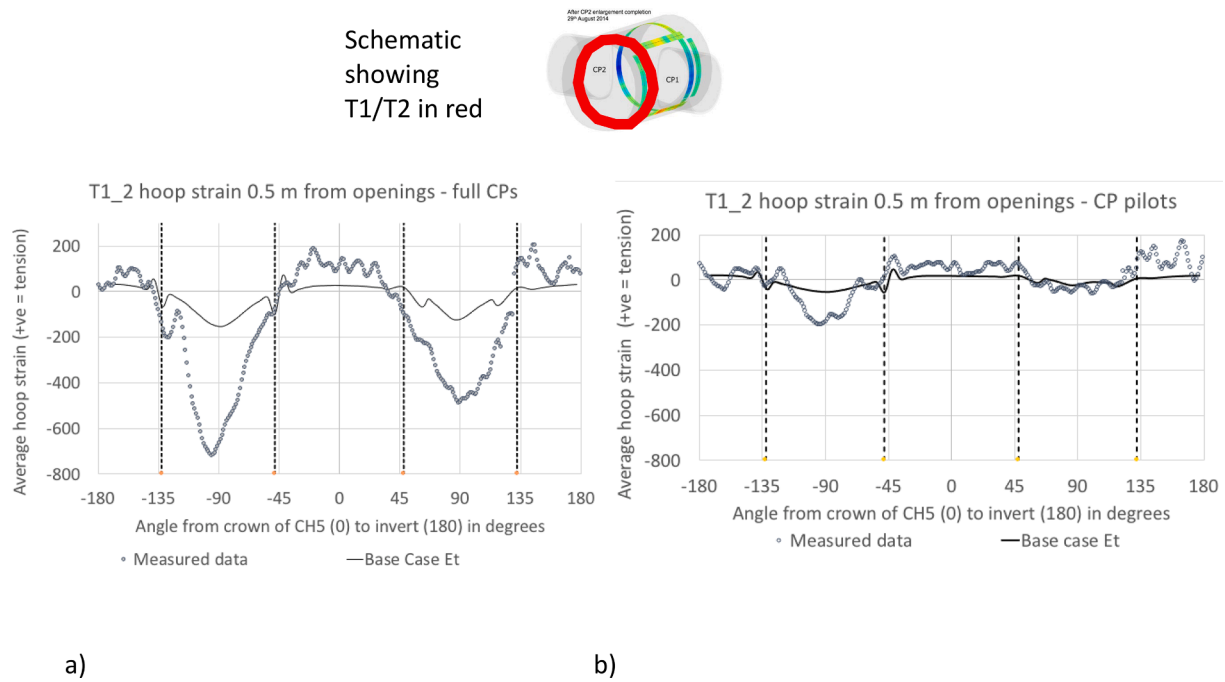 After CP2 enlargement completion
29th August 2014
Schematic
showing
T1/T2 in red
CP2
CP1
T1_2 hoop strain 0.5 m from openings - full CPs
Average hoop strain (+ve = tension)
200
0
-200
-400
-600
-800
-180 -135 -90 -45 0 45 90 135 180
Angle from crown of CH5 (0) to invert (180) in degrees
Measured data Base case Et
T1_2 hoop strain 0.5 m from openings - CP pilots
Average hoop strain (+ve = tension)
200
0
-200
-400
-600
-800
-180 -135 -90 -45 0 45 90 135 180
Angle from crown of CH5 (0) to invert (180) in degrees
Measured data Base case Et
a)
b)